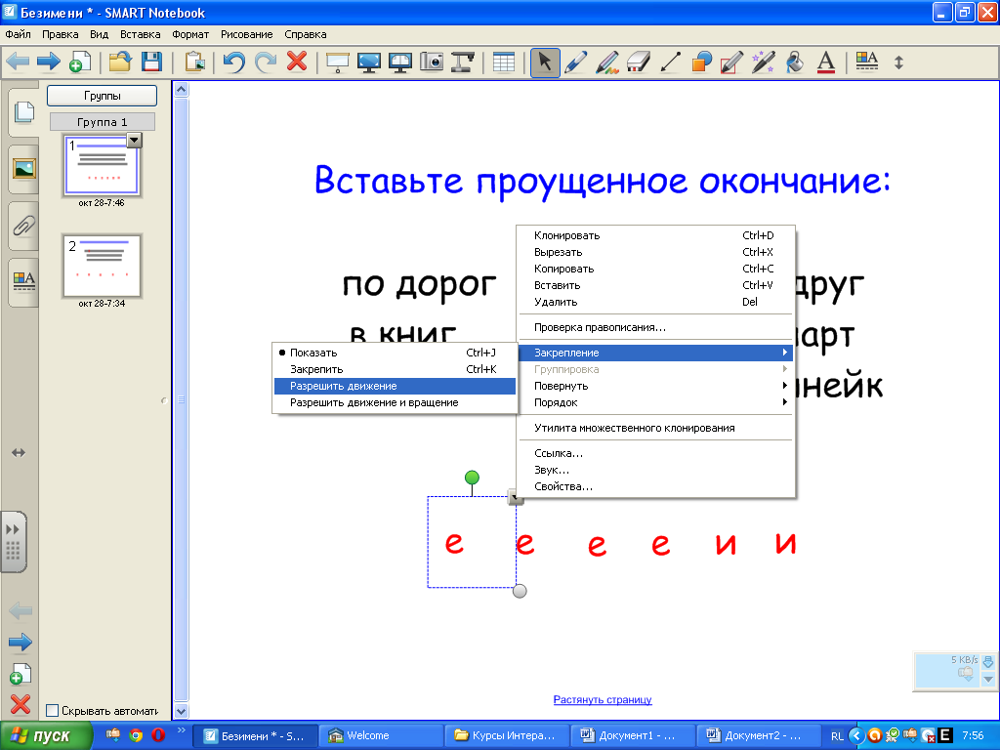 Безимени * - SMART Notebook
Файл Правка Вид Вставка Формат Рисование Справка
Группы
Группа 1
1
окт 28-7:46
2
окт 28-7:34
Скрывать автомати
Вставьте проущенное окончание:
по дорог
друг
в книг
арт
нейк
Клонировать Ctrl+D
Вырезать Ctrl+X
Копировать Ctrl+C
Вставить Ctrl+V
Удалить Del
Проверка правописания...
Закрепление
Группировка
Повернуть
Порядок
Утилита множественного клонирования
Ссылка...
Звук...
Свойства...
Показать Ctrl+J
Закрепить Ctrl+K
Разрешить движение
Разрешить движение и вращение
е е е е и и
5 KB/s
Растянуть страницу
пуск Безимени * - S... Welcome Курсы Интера... Документ1 - ... Документ2 - ... RL E 7:56